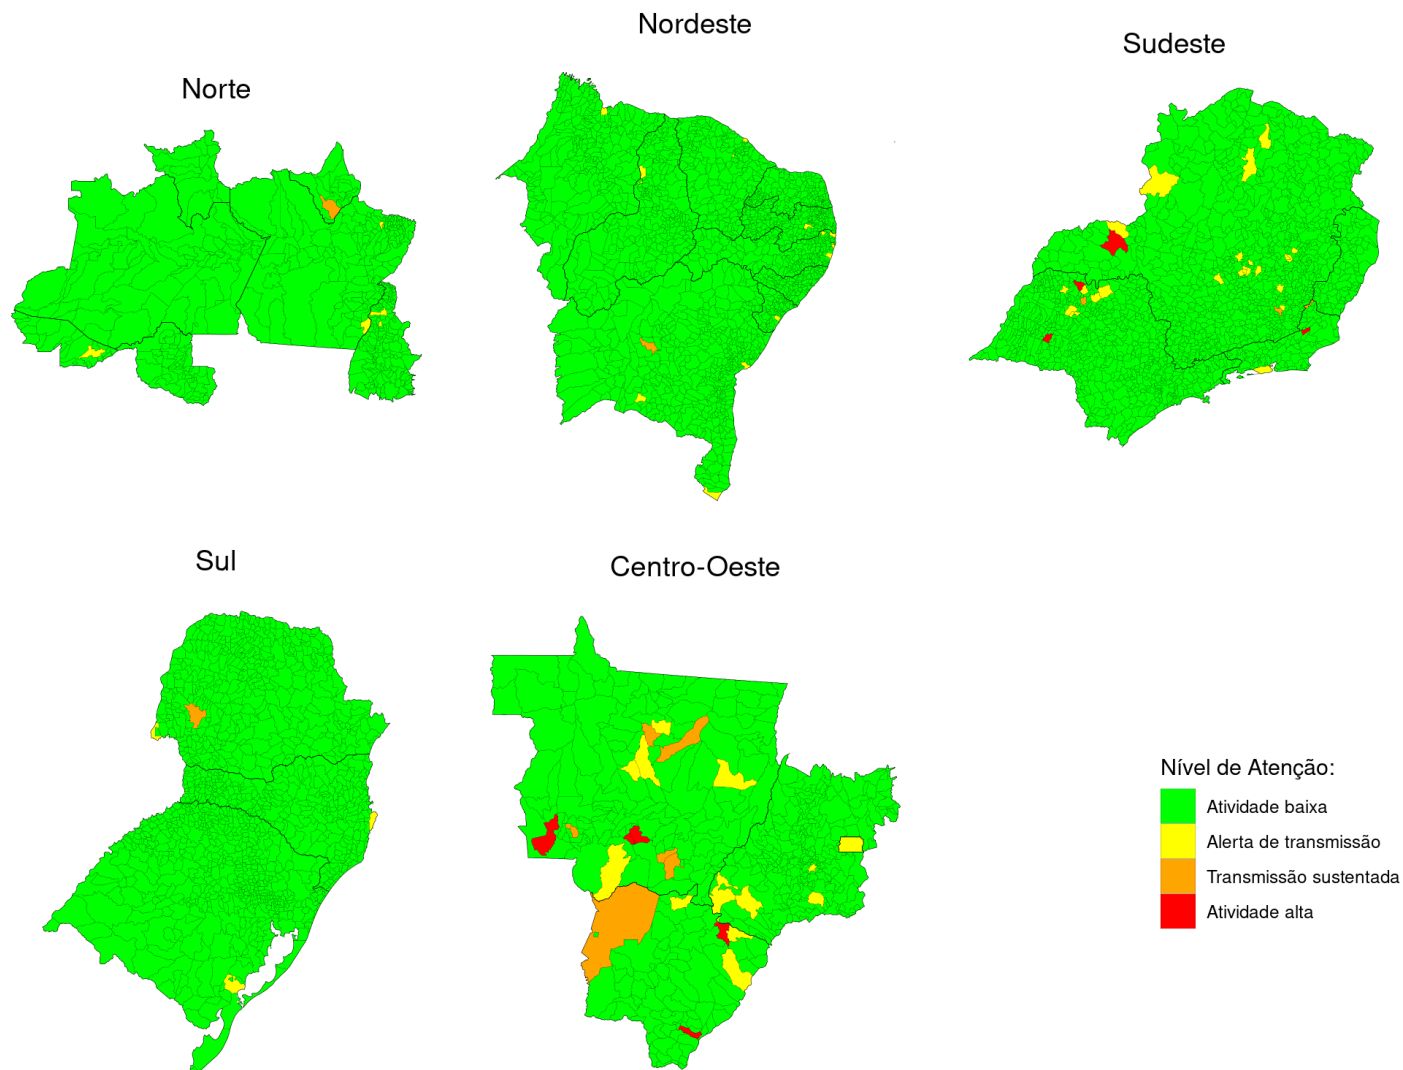 Nordeste
Sudeste
Norte
Sul
Centro-Oeste
Nível de Atenção:
Atividade baixa
Alerta de transmissão
Transmissão sustentada
Atividade alta